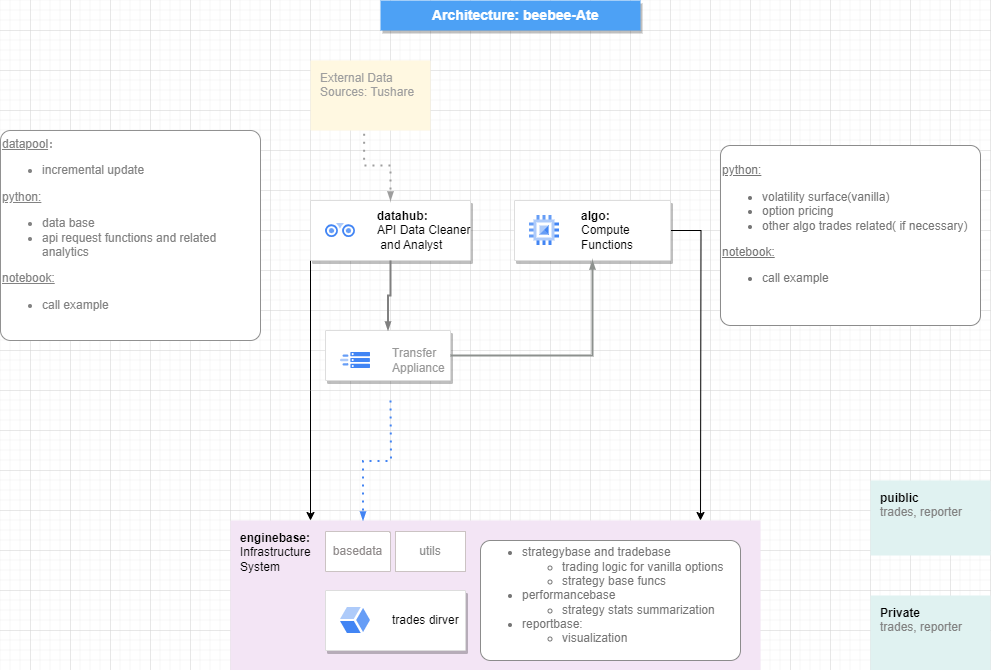 Architecture: beebee-Ate
External Data
Sources: Tushare
datapool:
incremental update
python:
data base
api request functions and related
analytics
notebook:
call example
datahub:
API Data Cleaner
and Analyst
algo:
Compute
Functions
python:
volatility surface(vanilla)
option pricing
other algo trades related( if necessary)
notebook:
call example
Transfer
Appliance
enginebase:
Infrastructure
System
basedata
utils
trades dirver
strategybase and tradebase
trading logic for vanilla options
strategy base funcs
performancebase
strategy stats summarization
reportbase:
visualization
puiblic
trades, reporter
Private
trades, reporter